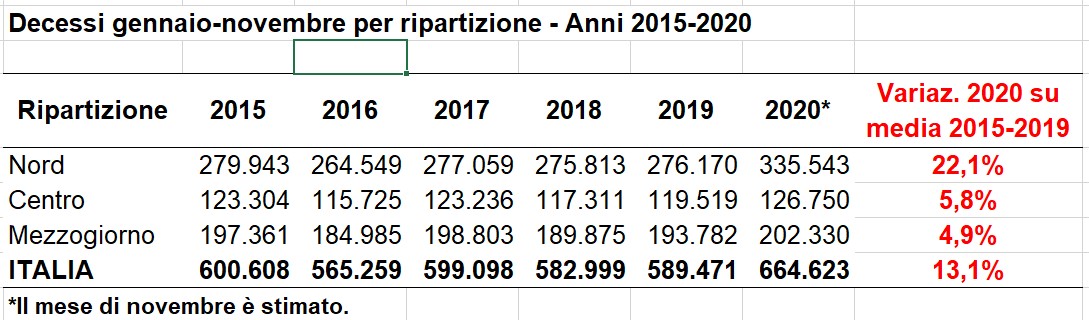 Decessi gennaio-novembre per ripartizione - Anni 2015-2020
Ripartizione 2015 2016 2017 2018 2019 2020* Variaz. 2020 su media 2015-2019
Nord 279.943 264.549 277.059 275.813 276.170 335.543 22,1%
Centro 123.304 115.725 123.236 117.311 119.519 126.750 5,8%
Mezzogiorno 197.361 184.985 198.803 189.875 193.782 202.330 4,9%
ITALIA 600.608 565.259 599.098 582.999 589.471 664.623 13,1%
*Il mese di novembre è stimato.